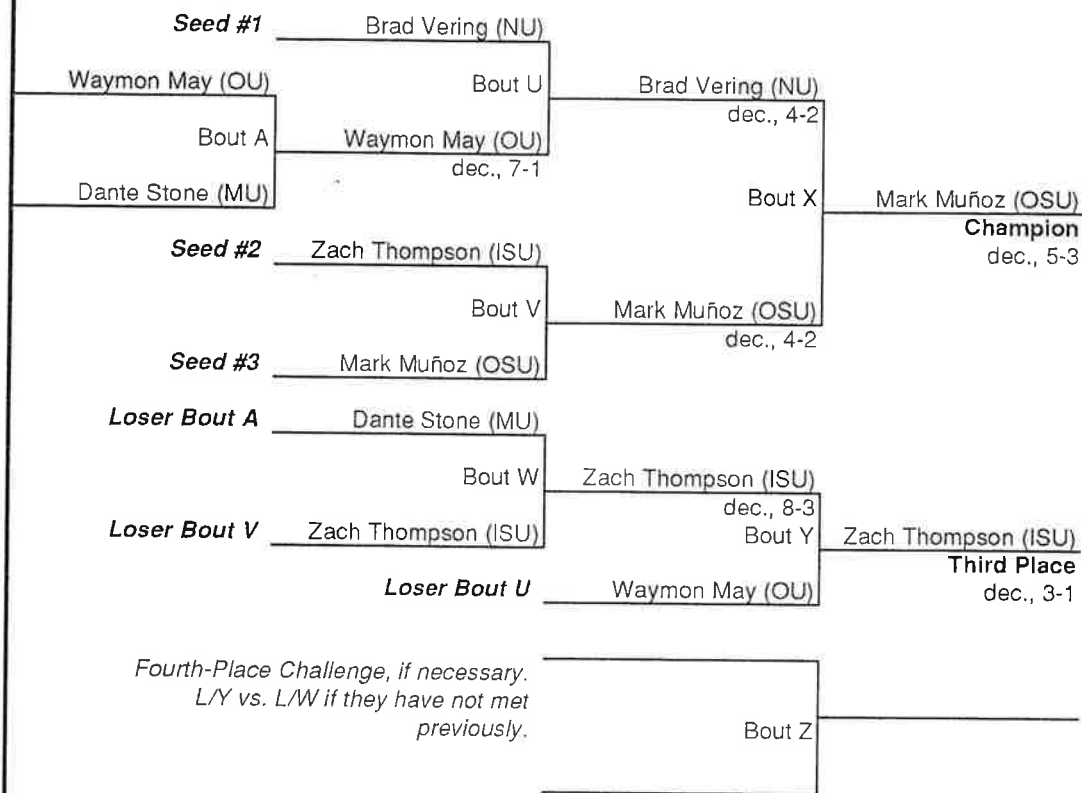 Seed #1 Brad Vering (NU)
Waymon May (OU) Bout U Brad Vering (NU)
dec., 4-2
Bout A Waymon May (OU)
dec., 7-1
Dante Stone (MU) Bout X Mark Muñoz (OSU)
Champion
Seed #2 Zach Thompson (ISU) dec., 5-3
Bout V Mark Muñoz (OSU)
dec., 4-2
Seed #3 Mark Muñoz (OSU)
Loser Bout A Dante Stone (MU)
Bout W Zach Thompson (ISU)
dec., 8-3
Loser Bout V Zach Thompson (ISU) Bout Y Zach Thompson (ISU)
Third Place
Loser Bout U Waymon May (OU) dec., 3-1
Fourth-Place Challenge, if necessary.
L/Y vs. L/W if they have not met
previously. Bout Z